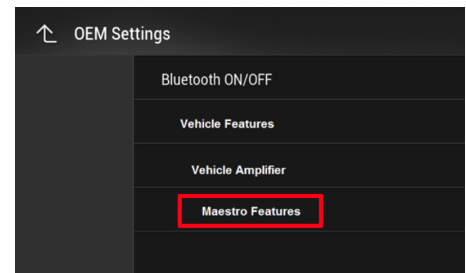 OEM Settings
Bluetooth ON/OFF
Vehicle Features
Vehicle Amplifier
Maestro Features